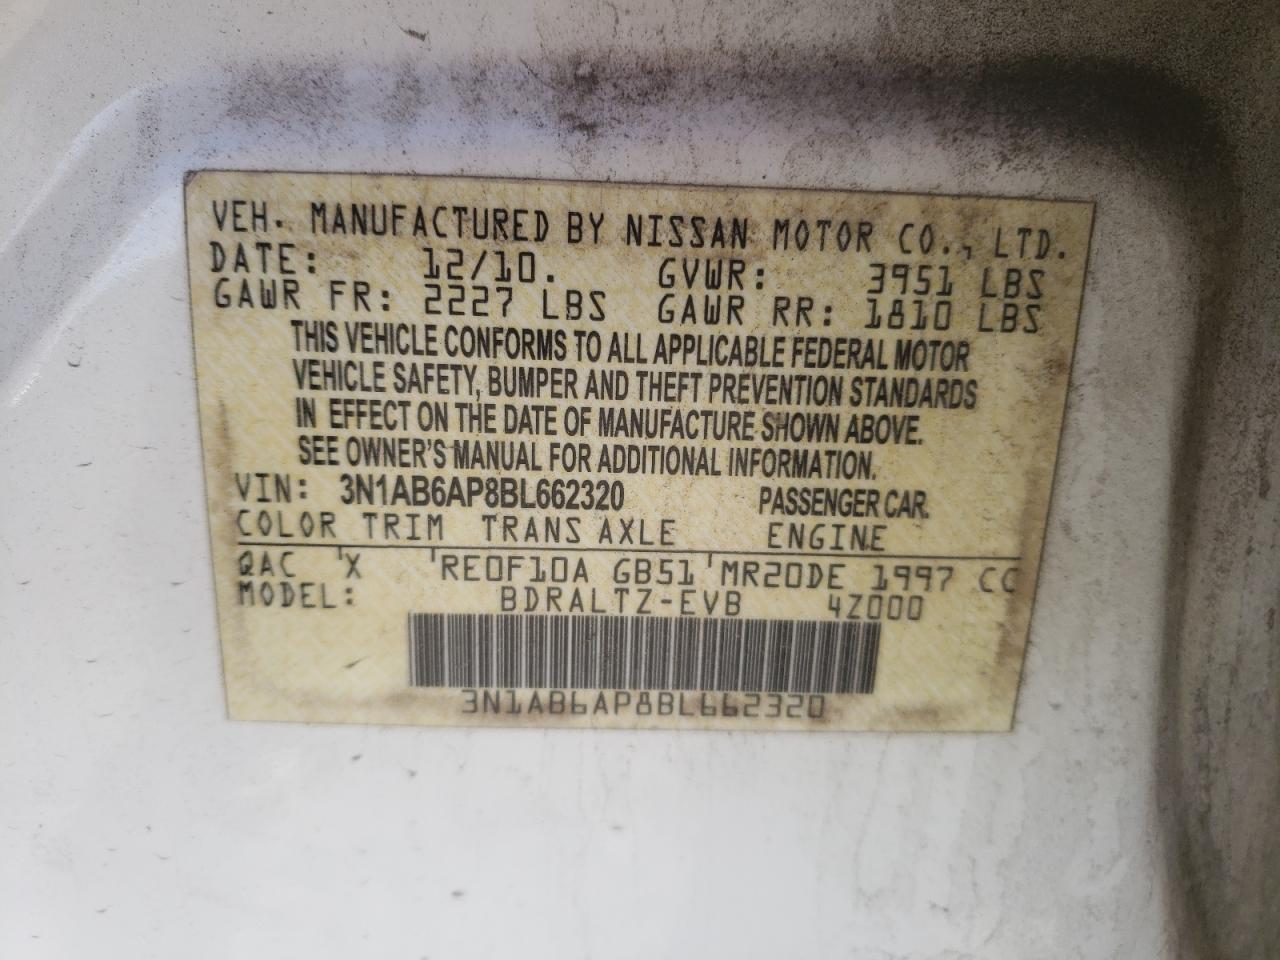 VEH. MANUFACTURED BY NISSAN MOTOR CO., LTD.
DATE: 12/10. GVWR: 3951 LBS
GAWR FR: 2227 LBS GAWR RR: 1810 LBS
THIS VEHICLE CONFORMS TO ALL APPLICABLE FEDERAL MOTOR
VEHICLE SAFETY, BUMPER AND THEFT PREVENTION STANDARDS
IN EFFECT ON THE DATE OF MANUFACTURE SHOWN ABOVE.
SEE OWNER'S MANUAL FOR ADDITIONAL INFORMATION.
VIN: 3N1AB6AP8BL662320 PASSENGER CAR.
COLOR TRIM TRANS AXLE ENGINE
QAC 'X 'RE0F10A GB51 'MR20DE 1997 CC
MODEL: BDRALTZ-EVB 4Z000
3N1AB6AP8BL662320